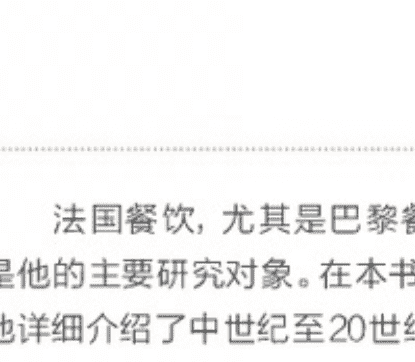 法国餐饮，尤其是巴黎餐
是他的主要研究对象。在本书
他详细介绍了中世纪至20世纪